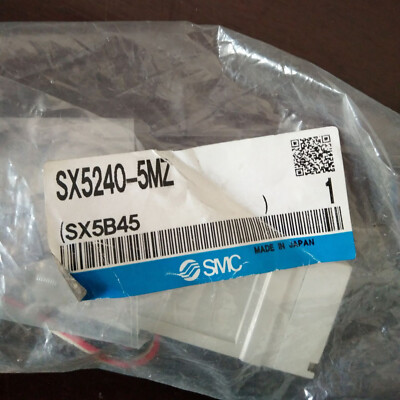 SX5240-5MZ
(SX5B45 ) 1
MADE IN JAPAN
SMC